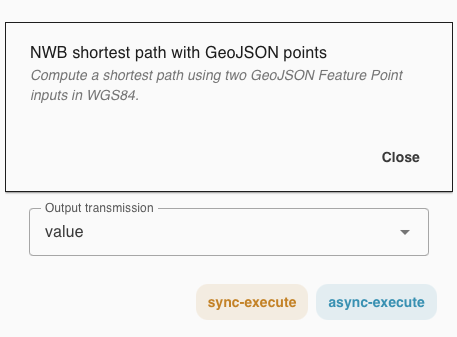 NWB shortest path with GeoJSON points
Compute a shortest path using two GeoJSON Feature Point
inputs in WGS84.
Close
Output transmission
value
sync-execute async-execute